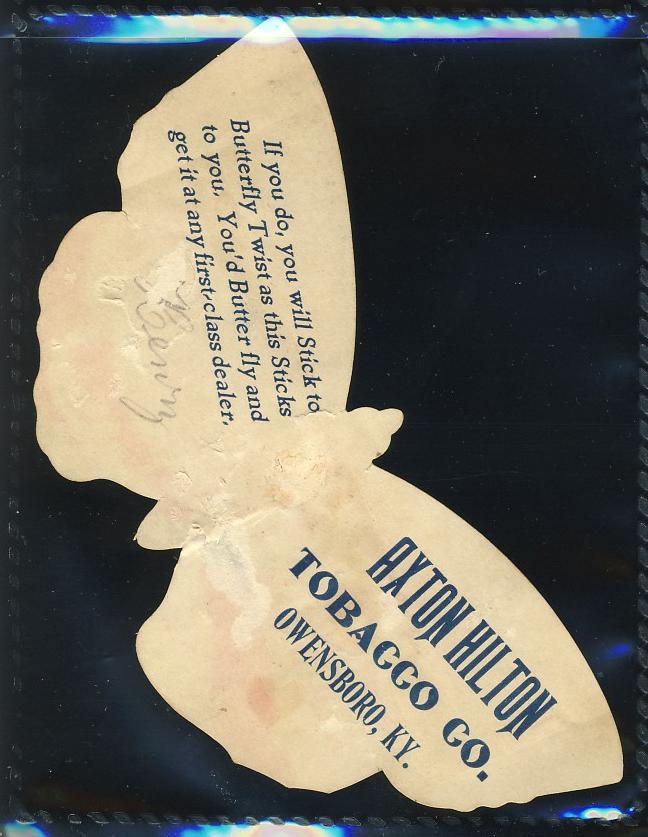 If you do, you will Stick to
Butterfly Twist as this Sticks
to you. You'd Butter fly and
get it at any first-class dealer.
Henry
AXTON HILTON
TOBACCO CO.
OWENSBORO, KY.